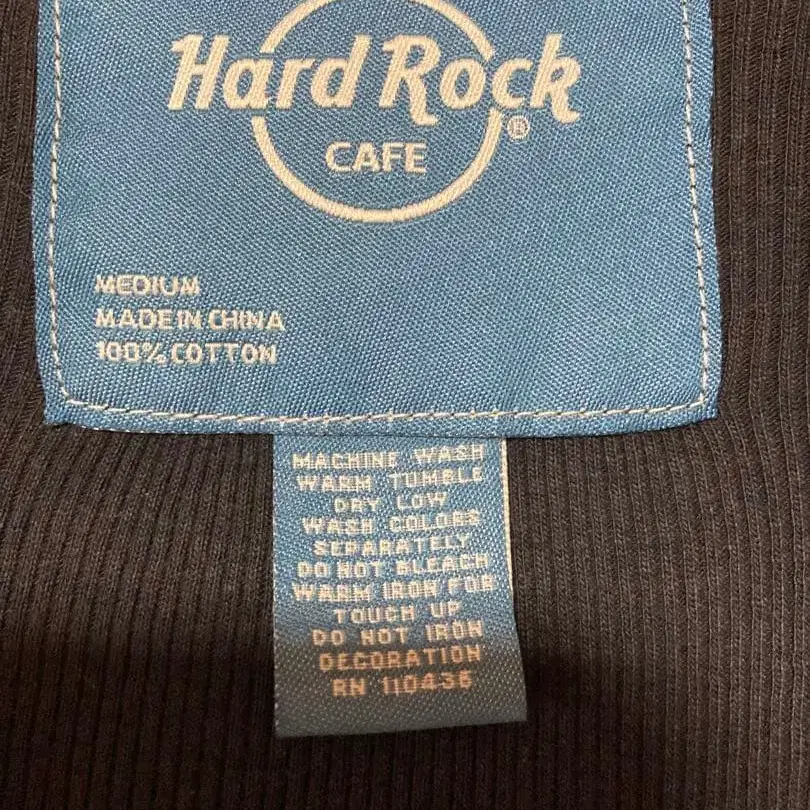 Hard Rock
®
CAFE
MEDIUM
MADE IN CHINA
100% COTTON
MACHINE WASH
WARM TUMBLE
DRY LOW
WASH COLORS
SEPARATELY
DO NOT BLEACH
WARM IRON FOR
TOUCH UP
DO NOT IRON
DECORATION
RN 110436